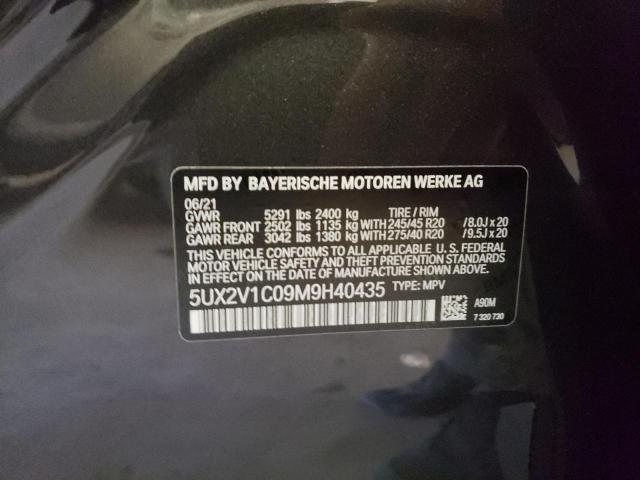 MFD BY BAYERISCHE MOTOREN WERKE AG
06/21
GVWR 5291 lbs 2400 kg TIRE / RIM
GAWR FRONT 2502 lbs 1135 kg WITH 245/45 R20 / 8.0J x 20
GAWR REAR 3042 lbs 1380 kg WITH 275/40 R20 / 9.5J x 20
THIS VEHICLE CONFORMS TO ALL APPLICABLE U. S. FEDERAL
MOTOR VEHICLE SAFETY, BUMPER, AND THEFT PREVENTION
STANDARDS IN EFFECT ON THE DATE OF MANUFACTURE SHOWN ABOVE.
5UX2V1C09M9H40435 TYPE: MPV
A90M
7 320 730